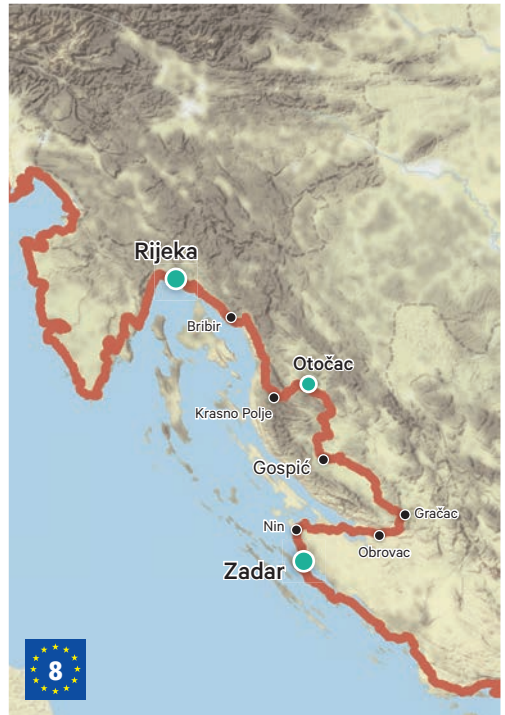 Rijeka
Bribir
Otočac
Krasno Polje
Gospić
Gračac
Nin
Obrovac
Zadar
8